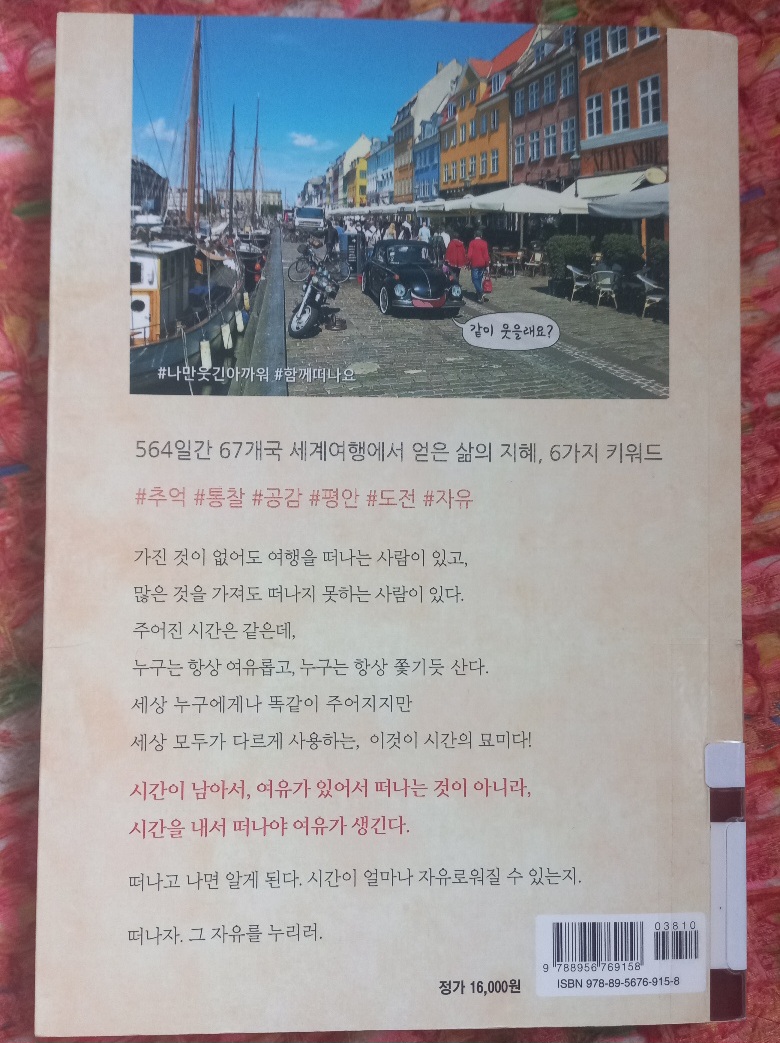 같이 웃을래요?
#나만웃긴아까워 #함께떠나요
564일간 67개국 세계여행에서 얻은 삶의 지혜, 6가지 키워드
#추억 #통찰 #공감 #평안 #도전 #자유
가진 것이 없어도 여행을 떠나는 사람이 있고,
많은 것을 가져도 떠나지 못하는 사람이 있다.
주어진 시간은 같은데,
누구는 항상 여유롭고, 누구는 항상 쫓기듯 산다.
세상 누구에게나 똑같이 주어지지만
세상 모두가 다르게 사용하는, 이것이 시간의 묘미다!
시간이 남아서, 여유가 있어서 떠나는 것이 아니라,
시간을 내서 떠나야 여유가 생긴다.
떠나고 나면 알게 된다. 시간이 얼마나 자유로워질 수 있는지.
떠나자. 그 자유를 누리러.
정가 16,000원
03810
9 788956 769158
ISBN 978-89-5676-915-8